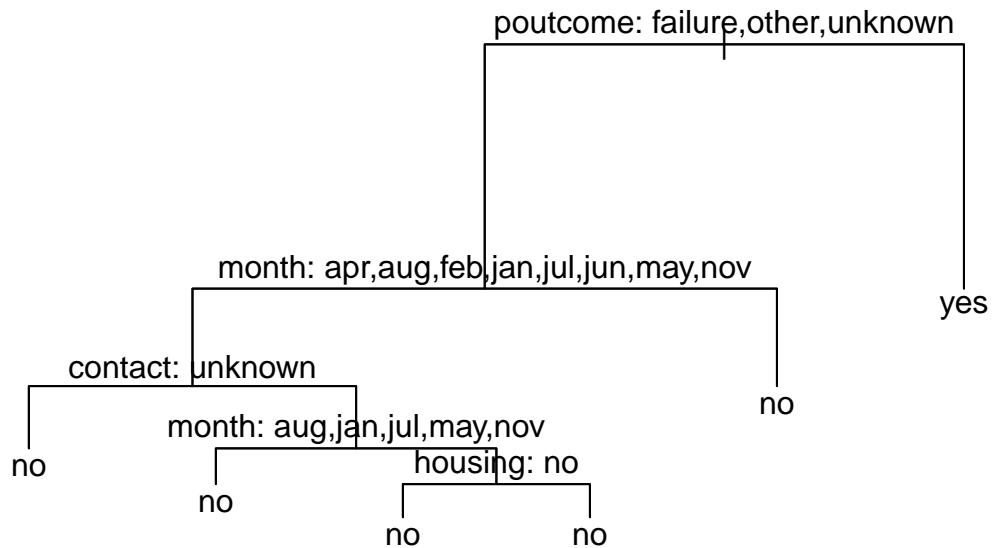 poutcome: failure,other,unknown
month: apr,aug,feb,jan,jul,jun,may,nov
yes
contact: unknown
no
month: aug,jan,jul,may,nov
housing: no
no
no
no
no